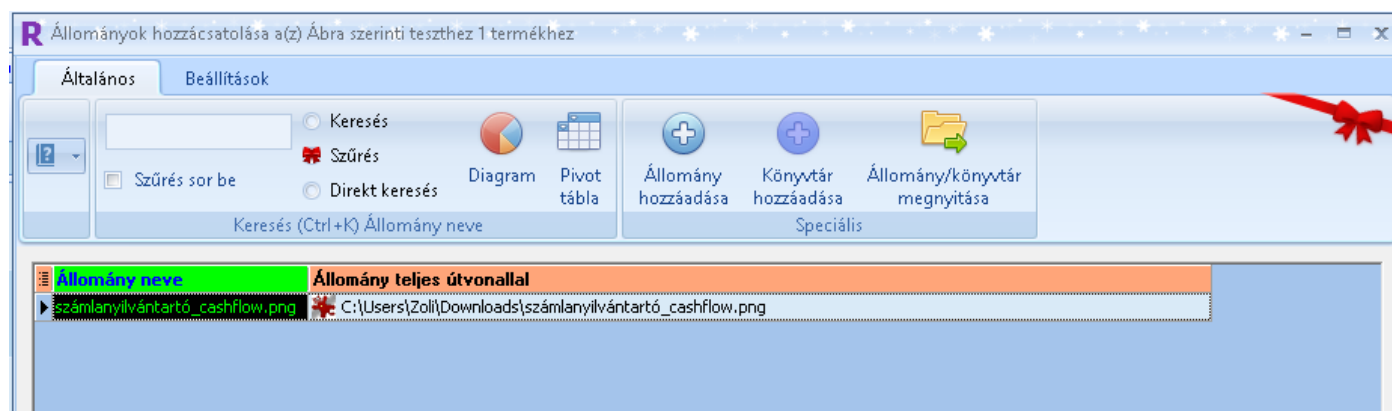 R Állományok hozzácsatolása a(z) Ábra szerinti teszthez 1 termékhez
Általános Beállítások
Keresés
Szűrés
Szűrés sor be
Direkt keresés
Diagram
Pivot
tábla
Keresés (Ctrl+K) Állomány neve
Állomány
hozzáadása
Könyvtár
hozzáadása
Állomány/könyvtár
megnyitása
Speciális
Állomány neve Állomány teljes útvonallal
számlanyilvántartó_cashflow.png C:\Users\Zoli\Downloads\számlanyilvántartó_cashflow.png